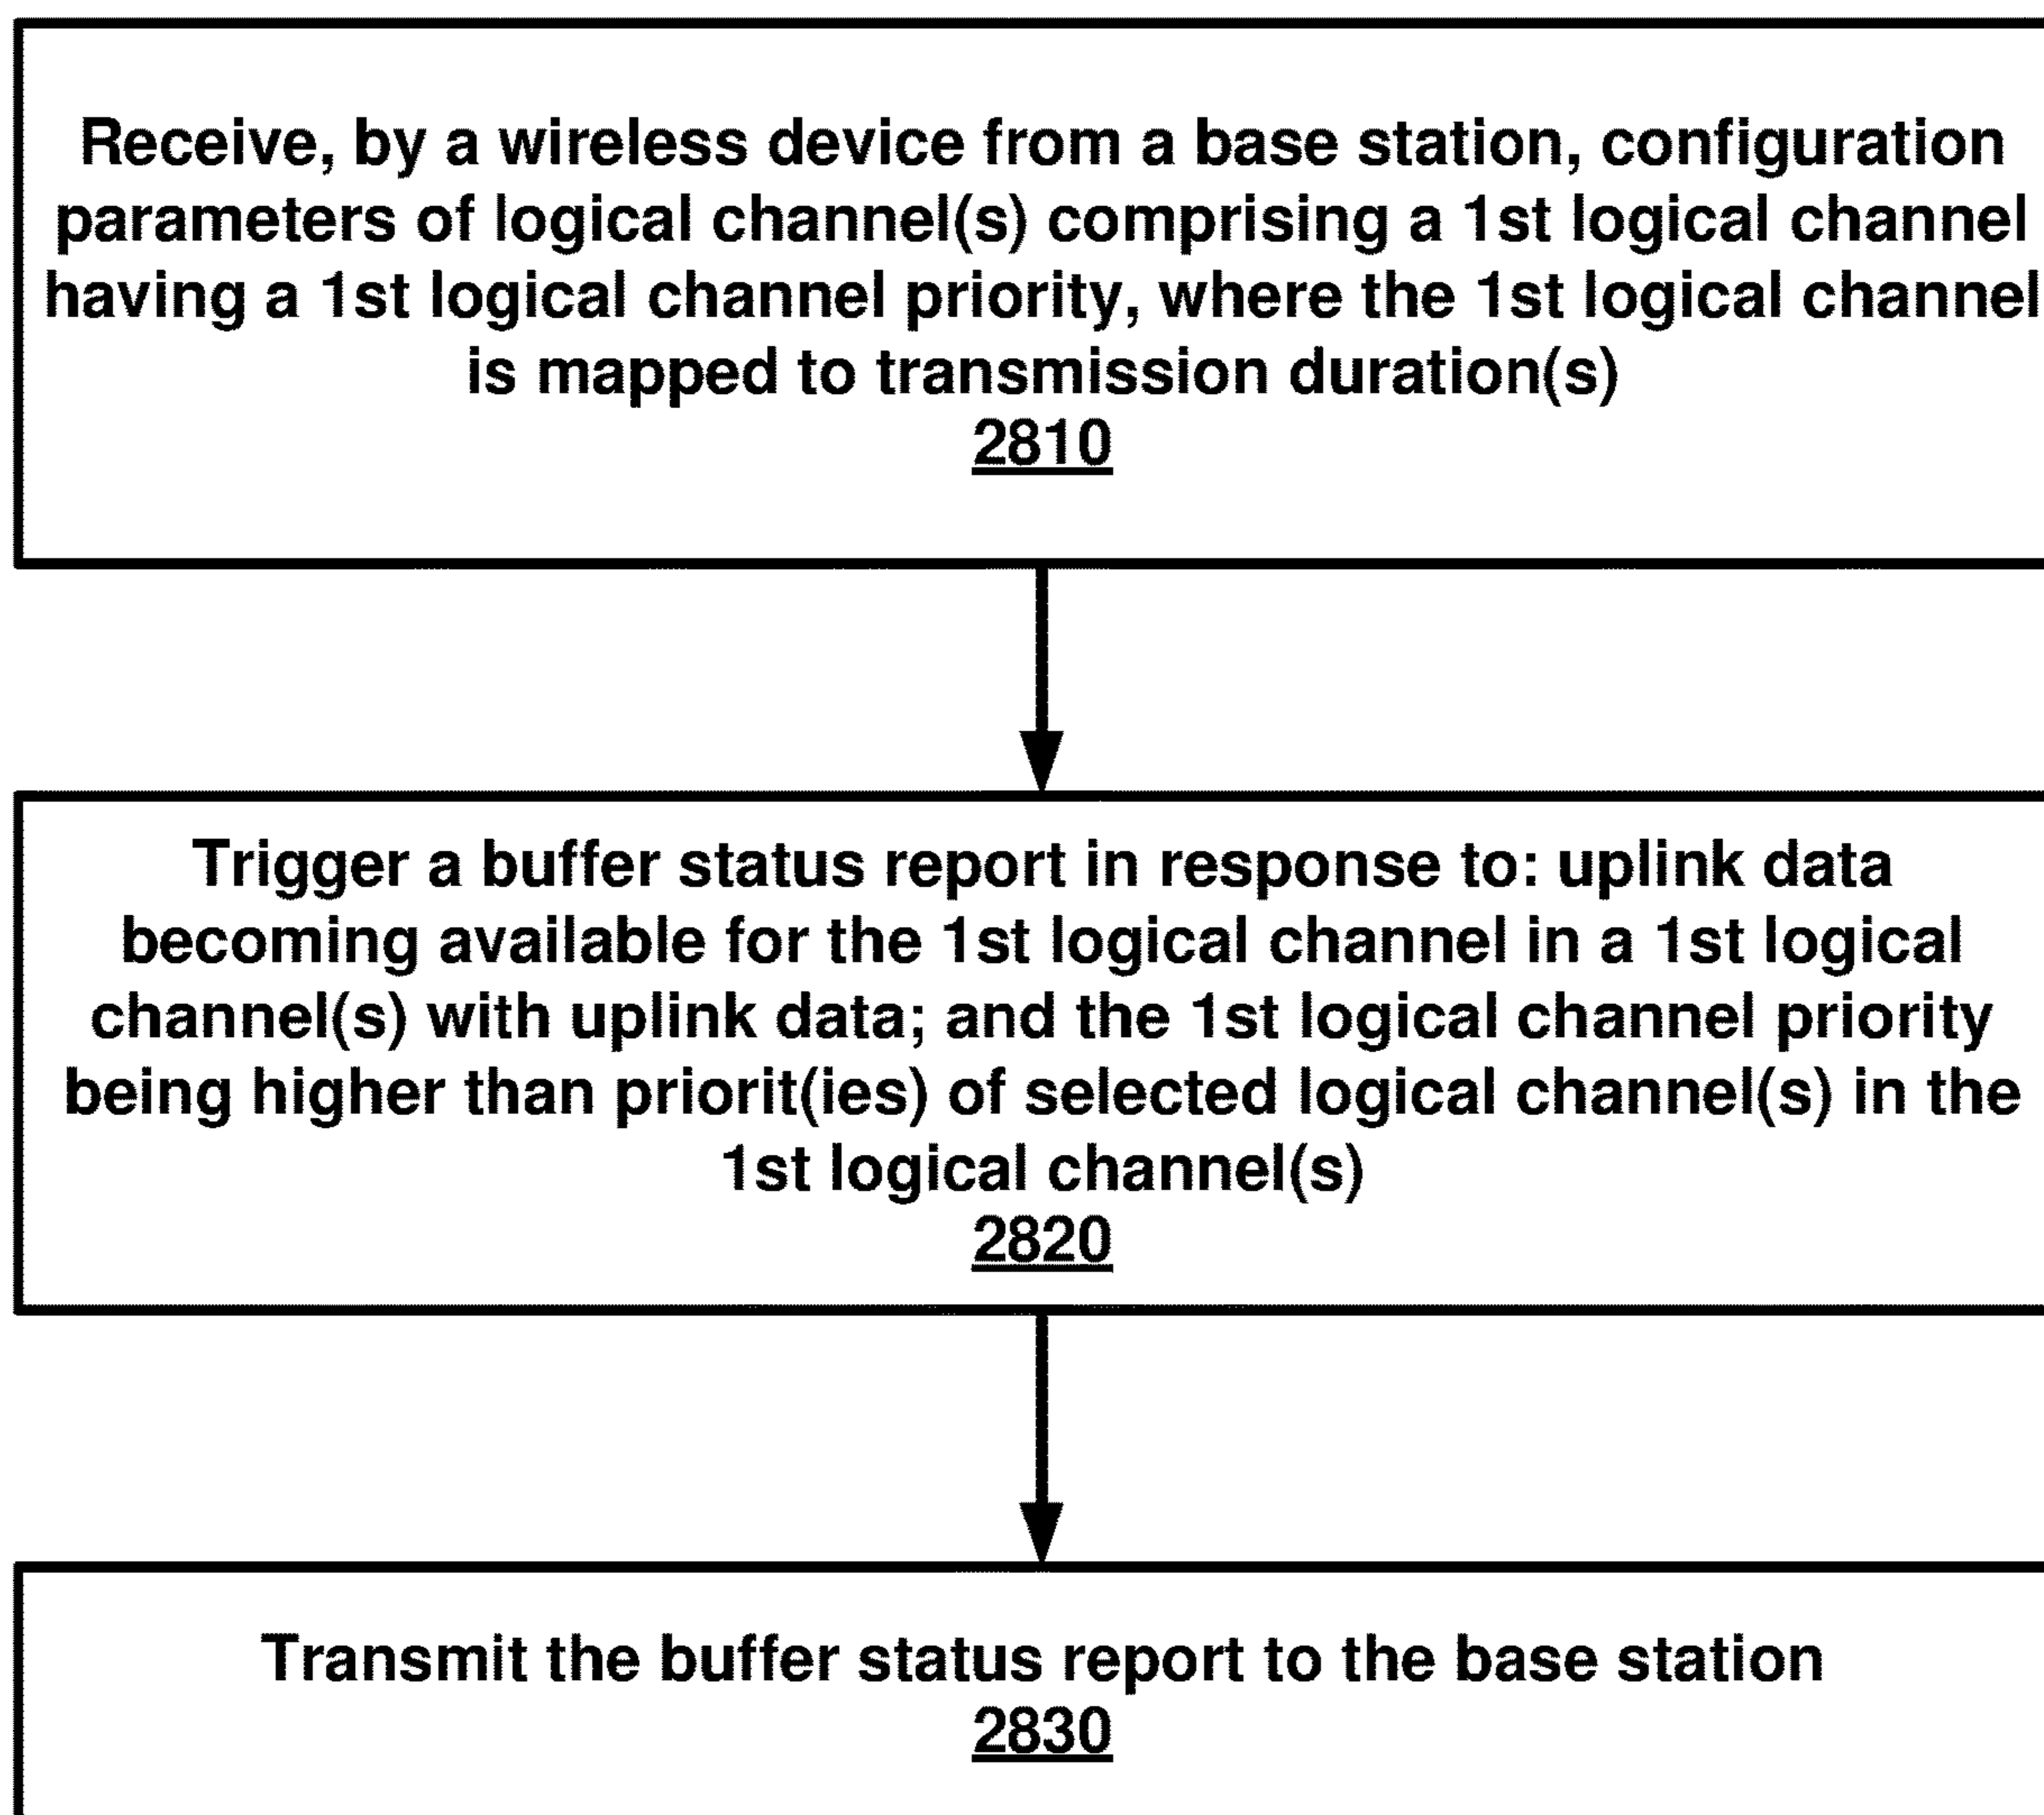 Receive, by a wireless device from a base station, configuration
parameters of logical channel(s) comprising a 1st logical channel
having a 1st logical channel priority, where the 1st logical channel
is mapped to transmission duration(s)
2810
Trigger a buffer status report in response to: uplink data
becoming available for the 1st logical channel in a 1st logical
channel(s) with uplink data; and the 1st logical channel priority
being higher than priorit(ies) of selected logical channel(s) in the
1st logical channel(s)
2820
Transmit the buffer status report to the base station
2830